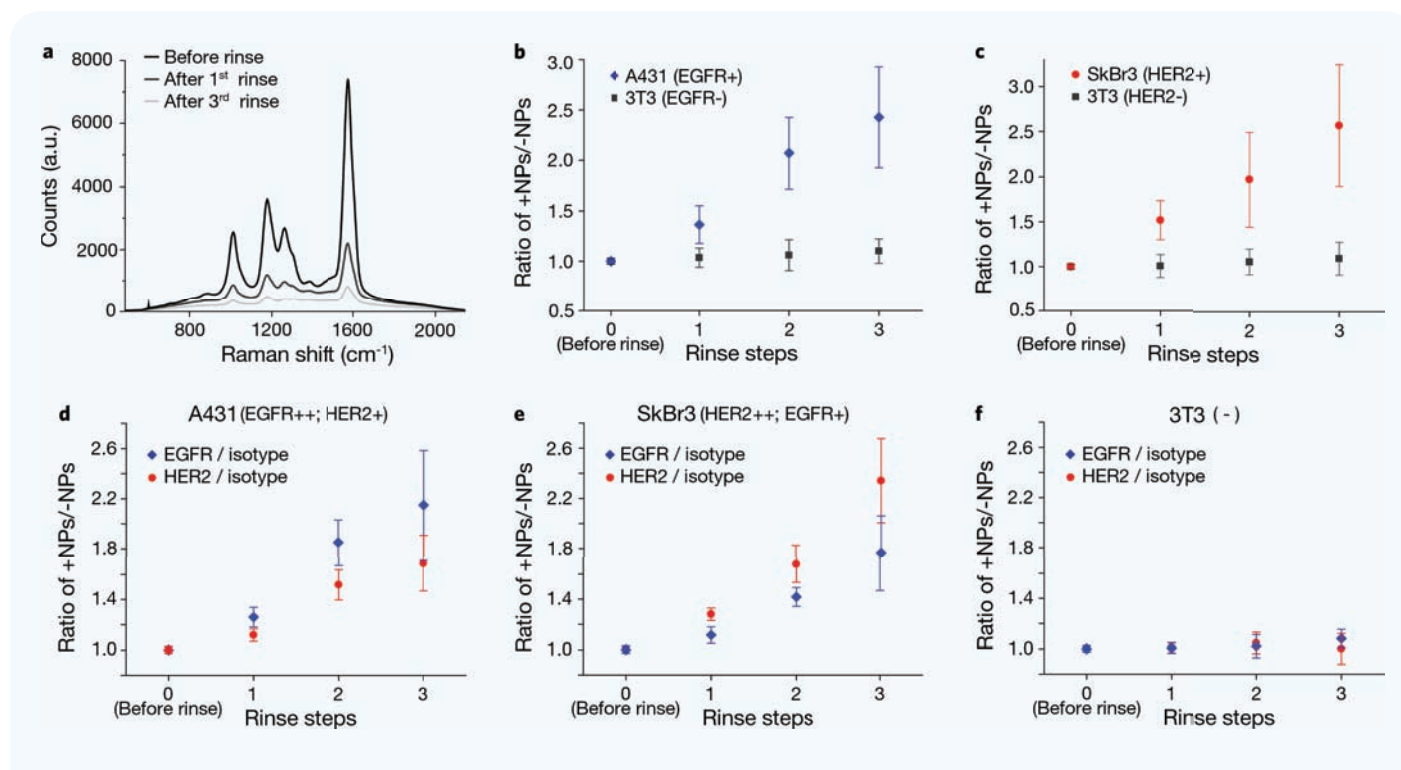 a
8000
6000
4000
2000
0
Counts (a.u.)
Before rinse
After 1st rinse
After 3rd rinse
800 1200 1600 2000
Raman shift (cm-1)
b
3.0
2.5
2.0
1.5
1.0
0.5
Ratio of +NPs/-NPs
A431 (EGFR+)
3T3 (EGFR-)
0 1 2 3
(Before rinse) Rinse steps
c
3.0
2.5
2.0
1.5
1.0
0.5
Ratio of +NPs/-NPs
SkBr3 (HER2+)
3T3 (HER2-)
0 1 2 3
(Before rinse) Rinse steps
d
A431 (EGFR++; HER2+)
2.6
2.2
1.8
1.4
1.0
Ratio of +NPs/-NPs
EGFR / isotype
HER2 / isotype
0 1 2 3
(Before rinse) Rinse steps
e
SkBr3 (HER2++; EGFR+)
2.6
2.2
1.8
1.4
1.0
Ratio of +NPs/-NPs
EGFR / isotype
HER2 / isotype
0 1 2 3
(Before rinse) Rinse steps
f
3T3 ( - )
2.6
2.2
1.8
1.4
1.0
Ratio of +NPs/-NPs
EGFR / isotype
HER2 / isotype
0 1 2 3
(Before rinse) Rinse steps